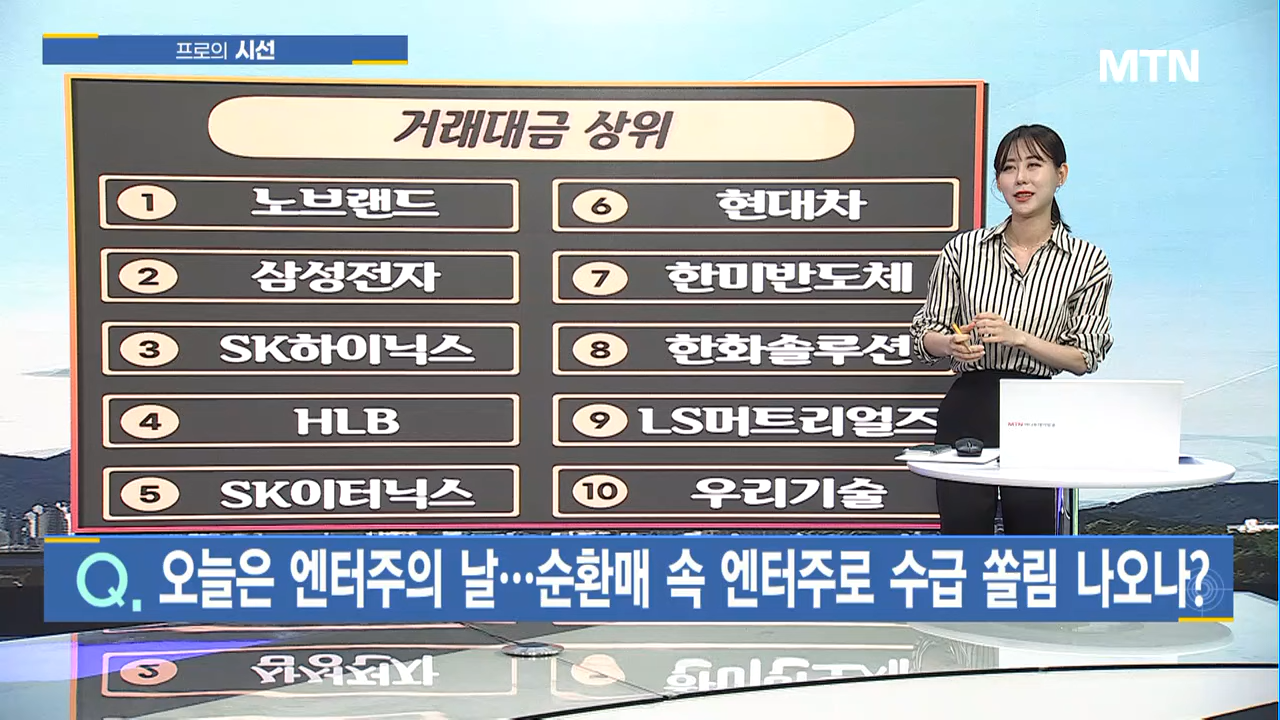 프로의 시선
MTN
거래대금 상위
1 노브랜드
2 삼성전자
3 SK하이닉스
4 HLB
5 SK이터닉스
6 현대차
7 한미반도체
8 한화솔루션
9 LS머트리얼즈
10 우리기술
MTN
Q. 오늘은 엔터주의 날…순환매 속 엔터주로 수급 쏠림 나오나?